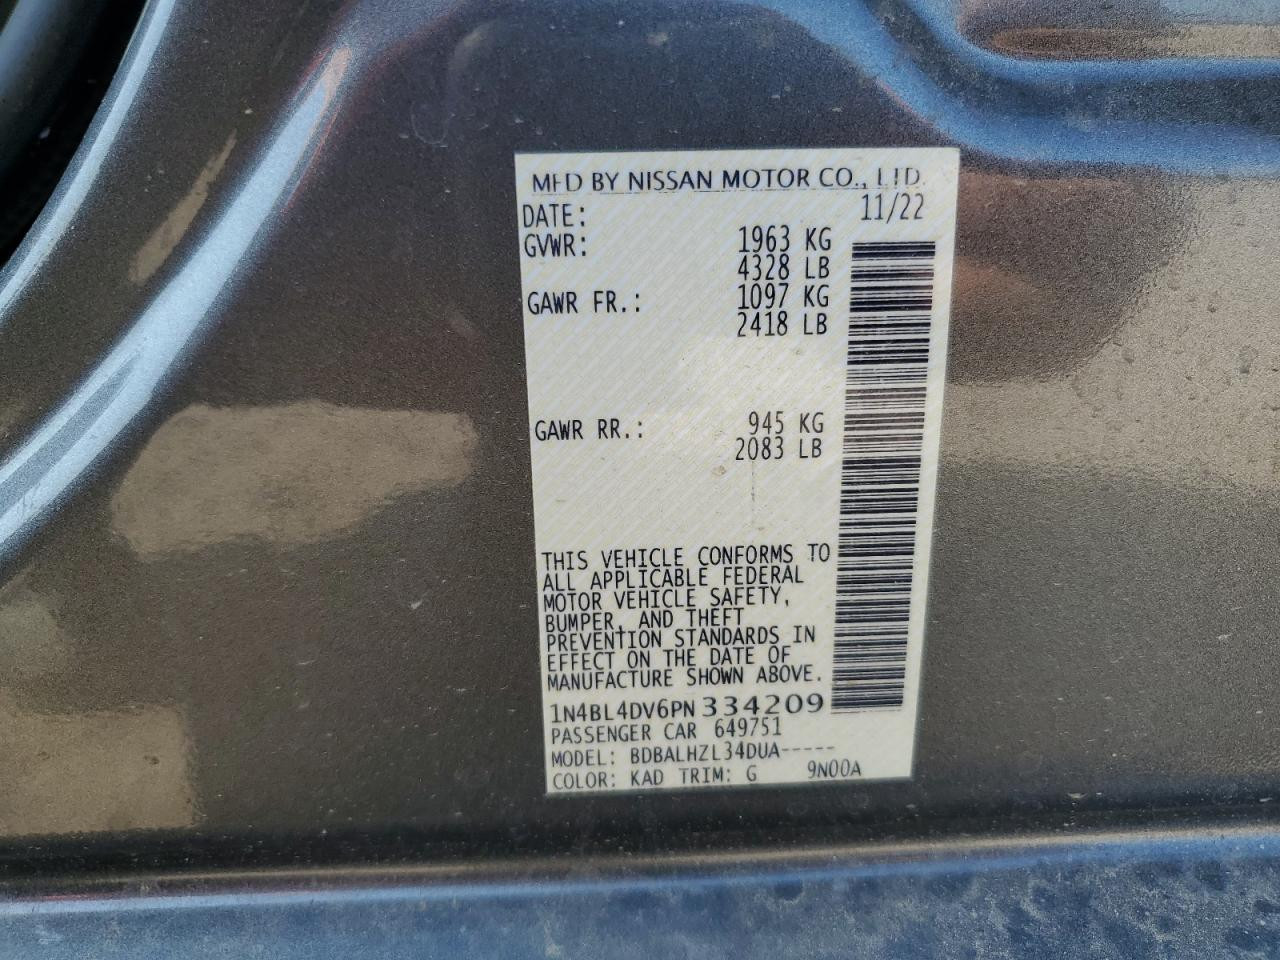 MFD BY NISSAN MOTOR CO., LTD.
DATE: 11/22
GVWR: 1963 KG
4328 LB
GAWR FR.: 1097 KG
2418 LB
GAWR RR.: 945 KG
2083 LB
THIS VEHICLE CONFORMS TO
ALL APPLICABLE FEDERAL
MOTOR VEHICLE SAFETY,
BUMPER, AND THEFT
PREVENTION STANDARDS IN
EFFECT ON THE DATE OF
MANUFACTURE SHOWN ABOVE.
1N4BL4DV6PN334209
PASSENGER CAR 649751
MODEL: BDBALHZL34DUA-----
COLOR: KAD TRIM: G 9N00A